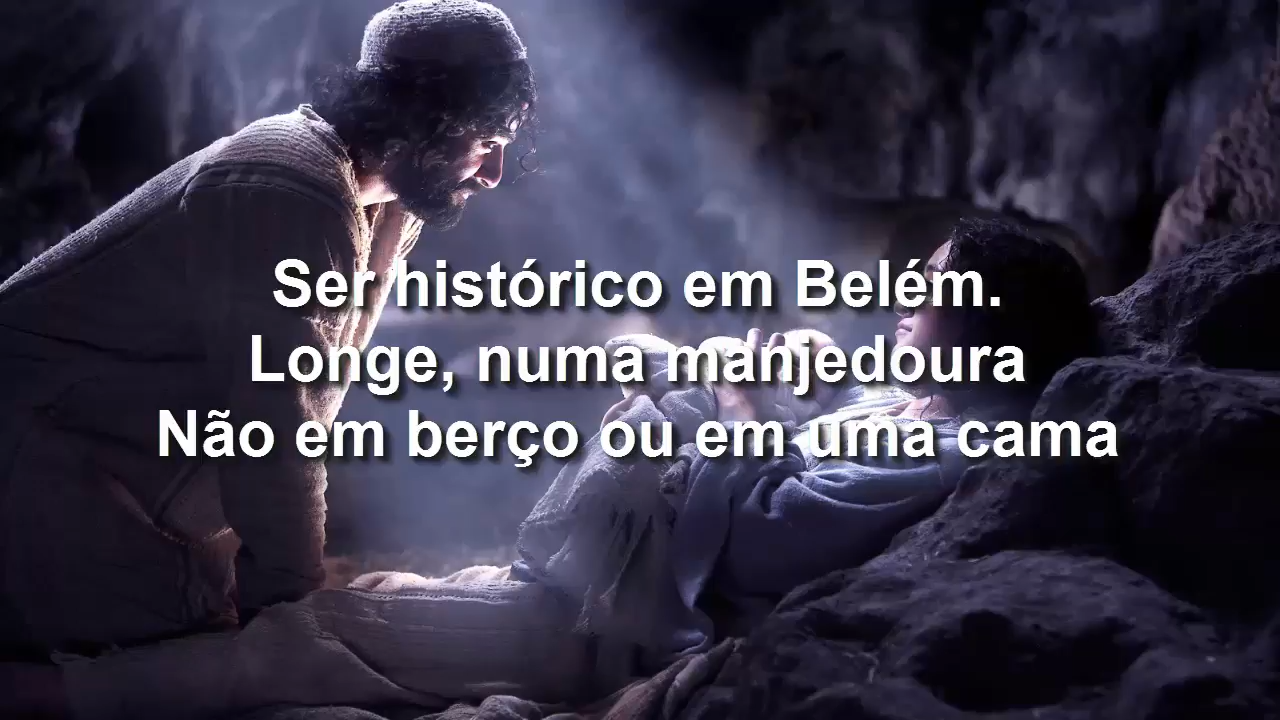 Ser histórico em Belém.
Longe, numa manjedoura
Não em berço ou em uma cama